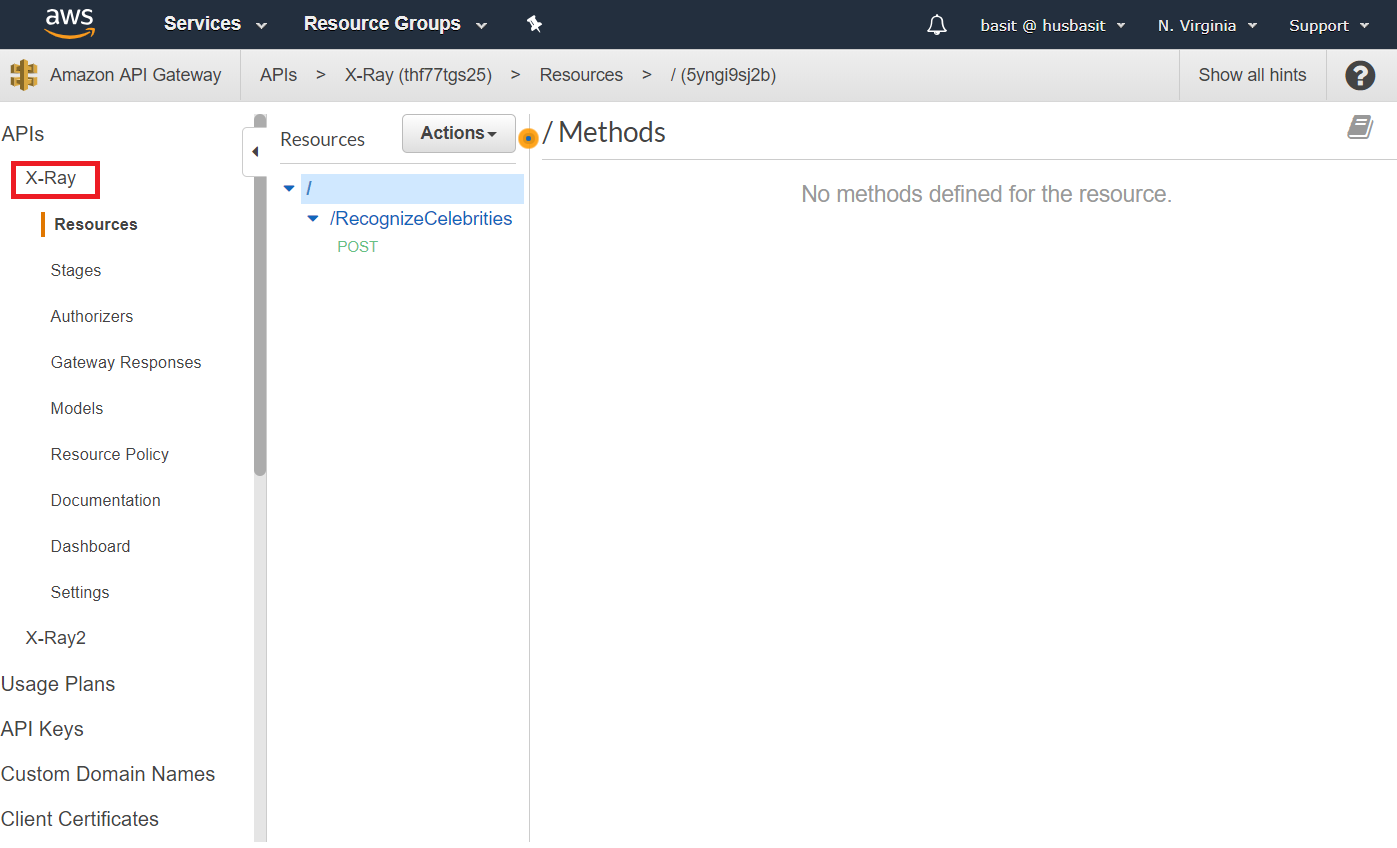 aws Services Resource Groups basit @ husbasit N. Virginia Support
Amazon API Gateway APIs > X-Ray (thf77tgs25) > Resources > / (5yngi9sj2b) Show all hints ?
APIs
X-Ray
Resources
Stages
Authorizers
Gateway Responses
Models
Resource Policy
Documentation
Dashboard
Settings
X-Ray2
Usage Plans
API Keys
Custom Domain Names
Client Certificates
Resources Actions
/
/RecognizeCelebrities
POST
/ Methods
No methods defined for the resource.